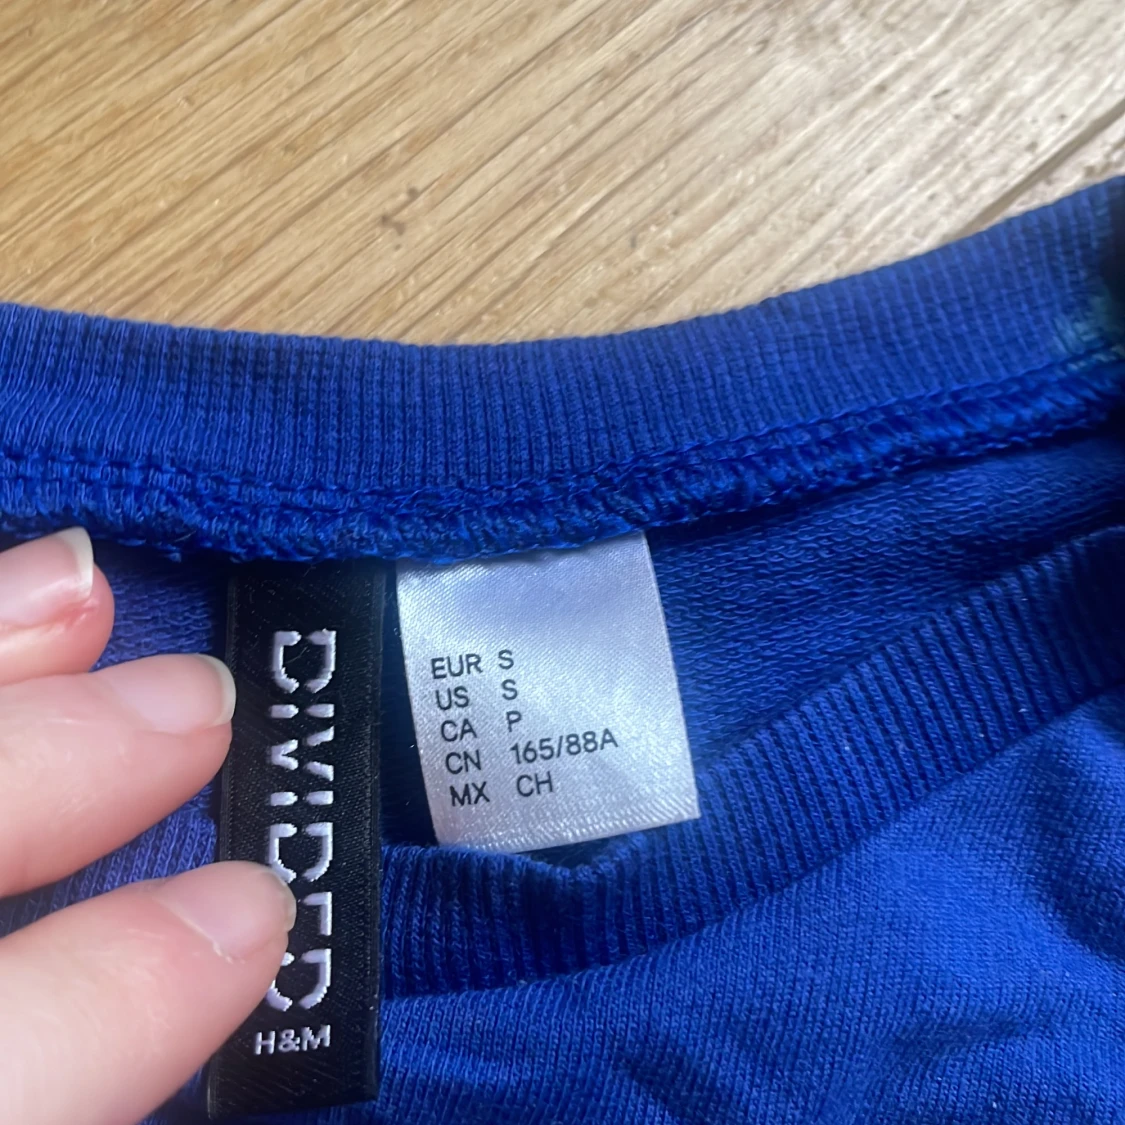 DIVIDED
H&M
EUR S
US S
CA P
CN 165/88A
MX CH